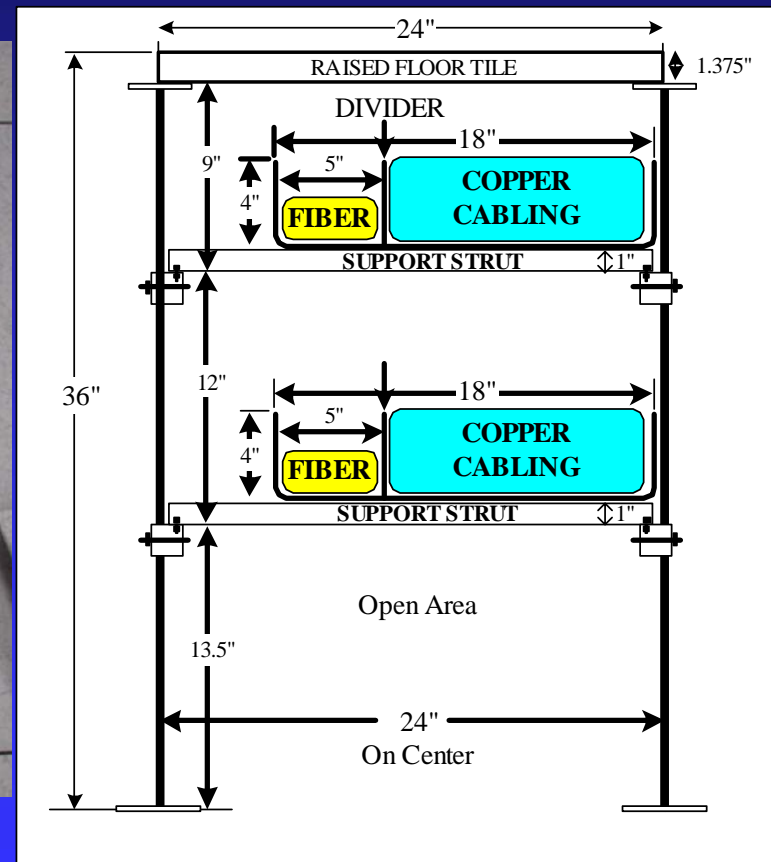 24"
RAISED FLOOR TILE
1.375"
DIVIDER
18"
9"
5"
4"
COPPER
CABLING
FIBER
SUPPORT STRUT
1"
36"
12"
18"
5"
4"
COPPER
CABLING
FIBER
SUPPORT STRUT
1"
Open Area
13.5"
24"
On Center